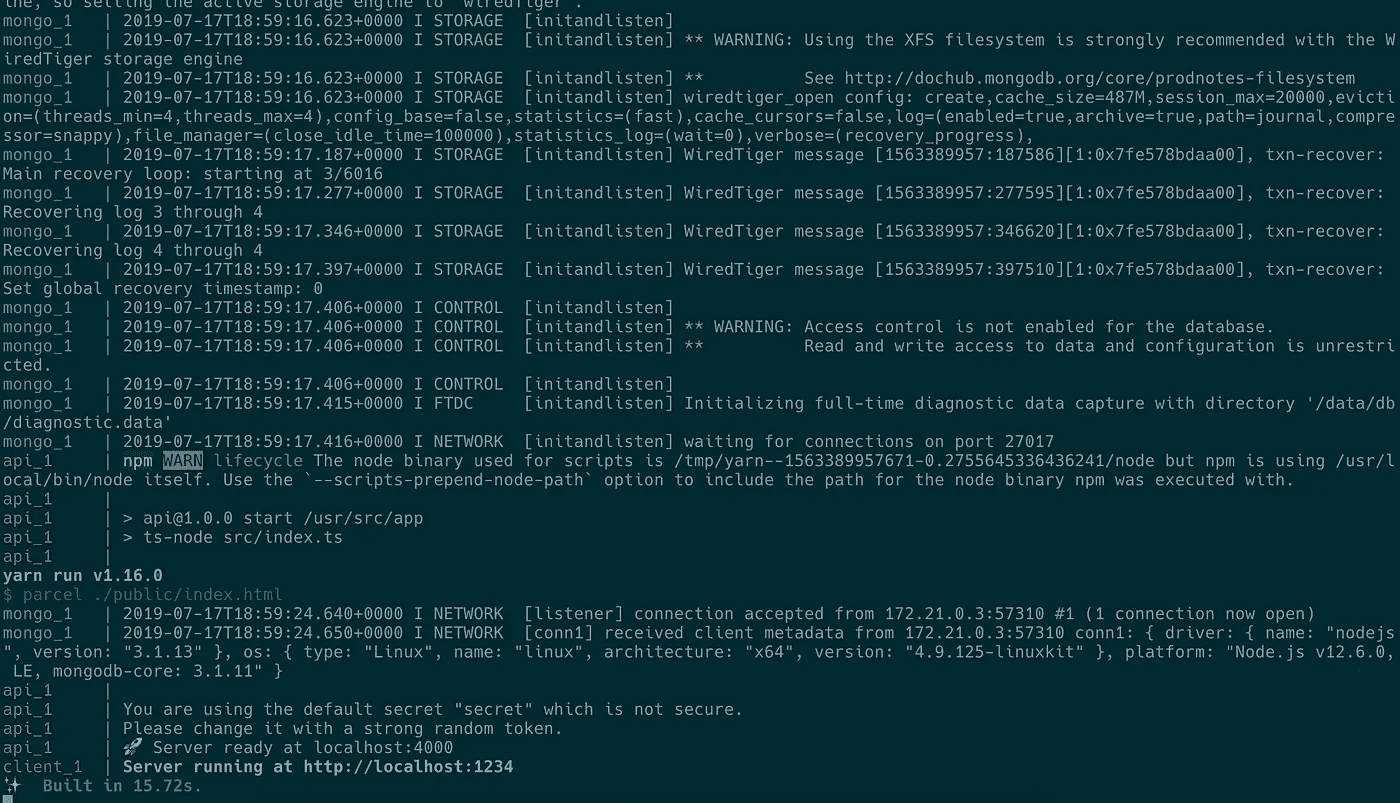 ine, so setting the active storage engine to 'wiredTiger'.
mongo_1   | 2019-07-17T18:59:16.623+0000 I STORAGE  [initandlisten]
mongo_1   | 2019-07-17T18:59:16.623+0000 I STORAGE  [initandlisten] ** WARNING: Using the XFS filesystem is strongly recommended with the W
iredTiger storage engine
mongo_1   | 2019-07-17T18:59:16.623+0000 I STORAGE  [initandlisten] **          See http://dochub.mongodb.org/core/prodnotes-filesystem
mongo_1   | 2019-07-17T18:59:16.623+0000 I STORAGE  [initandlisten] wiredtiger_open config: create,cache_size=487M,session_max=20000,evicti
on=(threads_min=4,threads_max=4),config_base=false,statistics=(fast),cache_cursors=false,log=(enabled=true,archive=true,path=journal,compre
ssor=snappy),file_manager=(close_idle_time=100000),statistics_log=(wait=0),verbose=(recovery_progress),
mongo_1   | 2019-07-17T18:59:17.187+0000 I STORAGE  [initandlisten] WiredTiger message [1563389957:187586][1:0x7fe578bdaa00], txn-recover:
Main recovery loop: starting at 3/6016
mongo_1   | 2019-07-17T18:59:17.277+0000 I STORAGE  [initandlisten] WiredTiger message [1563389957:277595][1:0x7fe578bdaa00], txn-recover:
Recovering log 3 through 4
mongo_1   | 2019-07-17T18:59:17.346+0000 I STORAGE  [initandlisten] WiredTiger message [1563389957:346620][1:0x7fe578bdaa00], txn-recover:
Recovering log 4 through 4
mongo_1   | 2019-07-17T18:59:17.397+0000 I STORAGE  [initandlisten] WiredTiger message [1563389957:397510][1:0x7fe578bdaa00], txn-recover:
Set global recovery timestamp: 0
mongo_1   | 2019-07-17T18:59:17.406+0000 I CONTROL  [initandlisten]
mongo_1   | 2019-07-17T18:59:17.406+0000 I CONTROL  [initandlisten] ** WARNING: Access control is not enabled for the database.
mongo_1   | 2019-07-17T18:59:17.406+0000 I CONTROL  [initandlisten] **          Read and write access to data and configuration is unrestri
cted.
mongo_1   | 2019-07-17T18:59:17.406+0000 I CONTROL  [initandlisten]
mongo_1   | 2019-07-17T18:59:17.415+0000 I FTDC     [initandlisten] Initializing full-time diagnostic data capture with directory '/data/db
/diagnostic.data'
mongo_1   | 2019-07-17T18:59:17.416+0000 I NETWORK  [initandlisten] waiting for connections on port 27017
api_1     | npm WARN lifecycle The node binary used for scripts is /tmp/yarn--1563389957671-0.2755645336436241/node but npm is using /usr/l
ocal/bin/node itself. Use the `--scripts-prepend-node-path` option to include the path for the node binary npm was executed with.
api_1     |
api_1     | > api@1.0.0 start /usr/src/app
api_1     | > ts-node src/index.ts
api_1     |
yarn run v1.16.0
$ parcel ./public/index.html
mongo_1   | 2019-07-17T18:59:24.640+0000 I NETWORK  [listener] connection accepted from 172.21.0.3:57310 #1 (1 connection now open)
mongo_1   | 2019-07-17T18:59:24.650+0000 I NETWORK  [conn1] received client metadata from 172.21.0.3:57310 conn1: { driver: { name: "nodejs
", version: "3.1.13" }, os: { type: "Linux", name: "linux", architecture: "x64", version: "4.9.125-linuxkit" }, platform: "Node.js v12.6.0,
 LE, mongodb-core: 3.1.11" }
api_1     |
api_1     | You are using the default secret "secret" which is not secure.
api_1     | Please change it with a strong random token.
api_1     | 🚀 Server ready at localhost:4000
client_1  | Server running at http://localhost:1234
✨  Built in 15.72s.